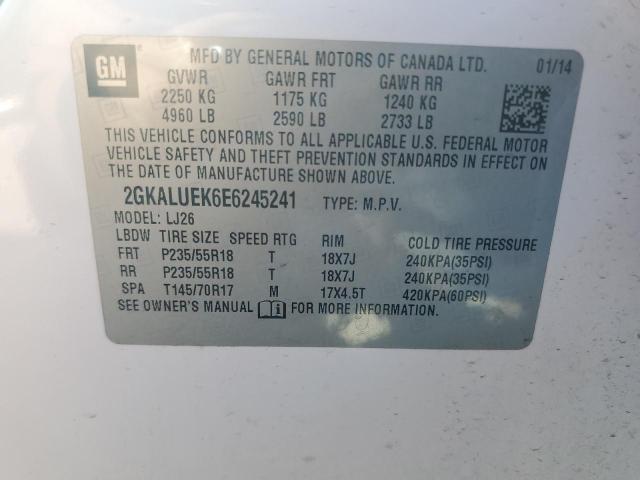 GM MFD BY GENERAL MOTORS OF CANADA LTD. 01/14
GVWR GAWR FRT GAWR RR
2250 KG 1175 KG 1240 KG
4960 LB 2590 LB 2733 LB
THIS VEHICLE CONFORMS TO ALL APPLICABLE U.S. FEDERAL MOTOR
VEHICLE SAFETY AND THEFT PREVENTION STANDARDS IN EFFECT ON
THE DATE OF MANUFACTURE SHOWN ABOVE.
2GKALUEK6E6245241 TYPE: M.P.V.
MODEL: LJ26
LBDW TIRE SIZE SPEED RTG RIM COLD TIRE PRESSURE
FRT P235/55R18 T 18X7J 240KPA(35PSI)
RR P235/55R18 T 18X7J 240KPA(35PSI)
SPA T145/70R17 M 17X4.5T 420KPA(60PSI)
SEE OWNER'S MANUAL FOR MORE INFORMATION.